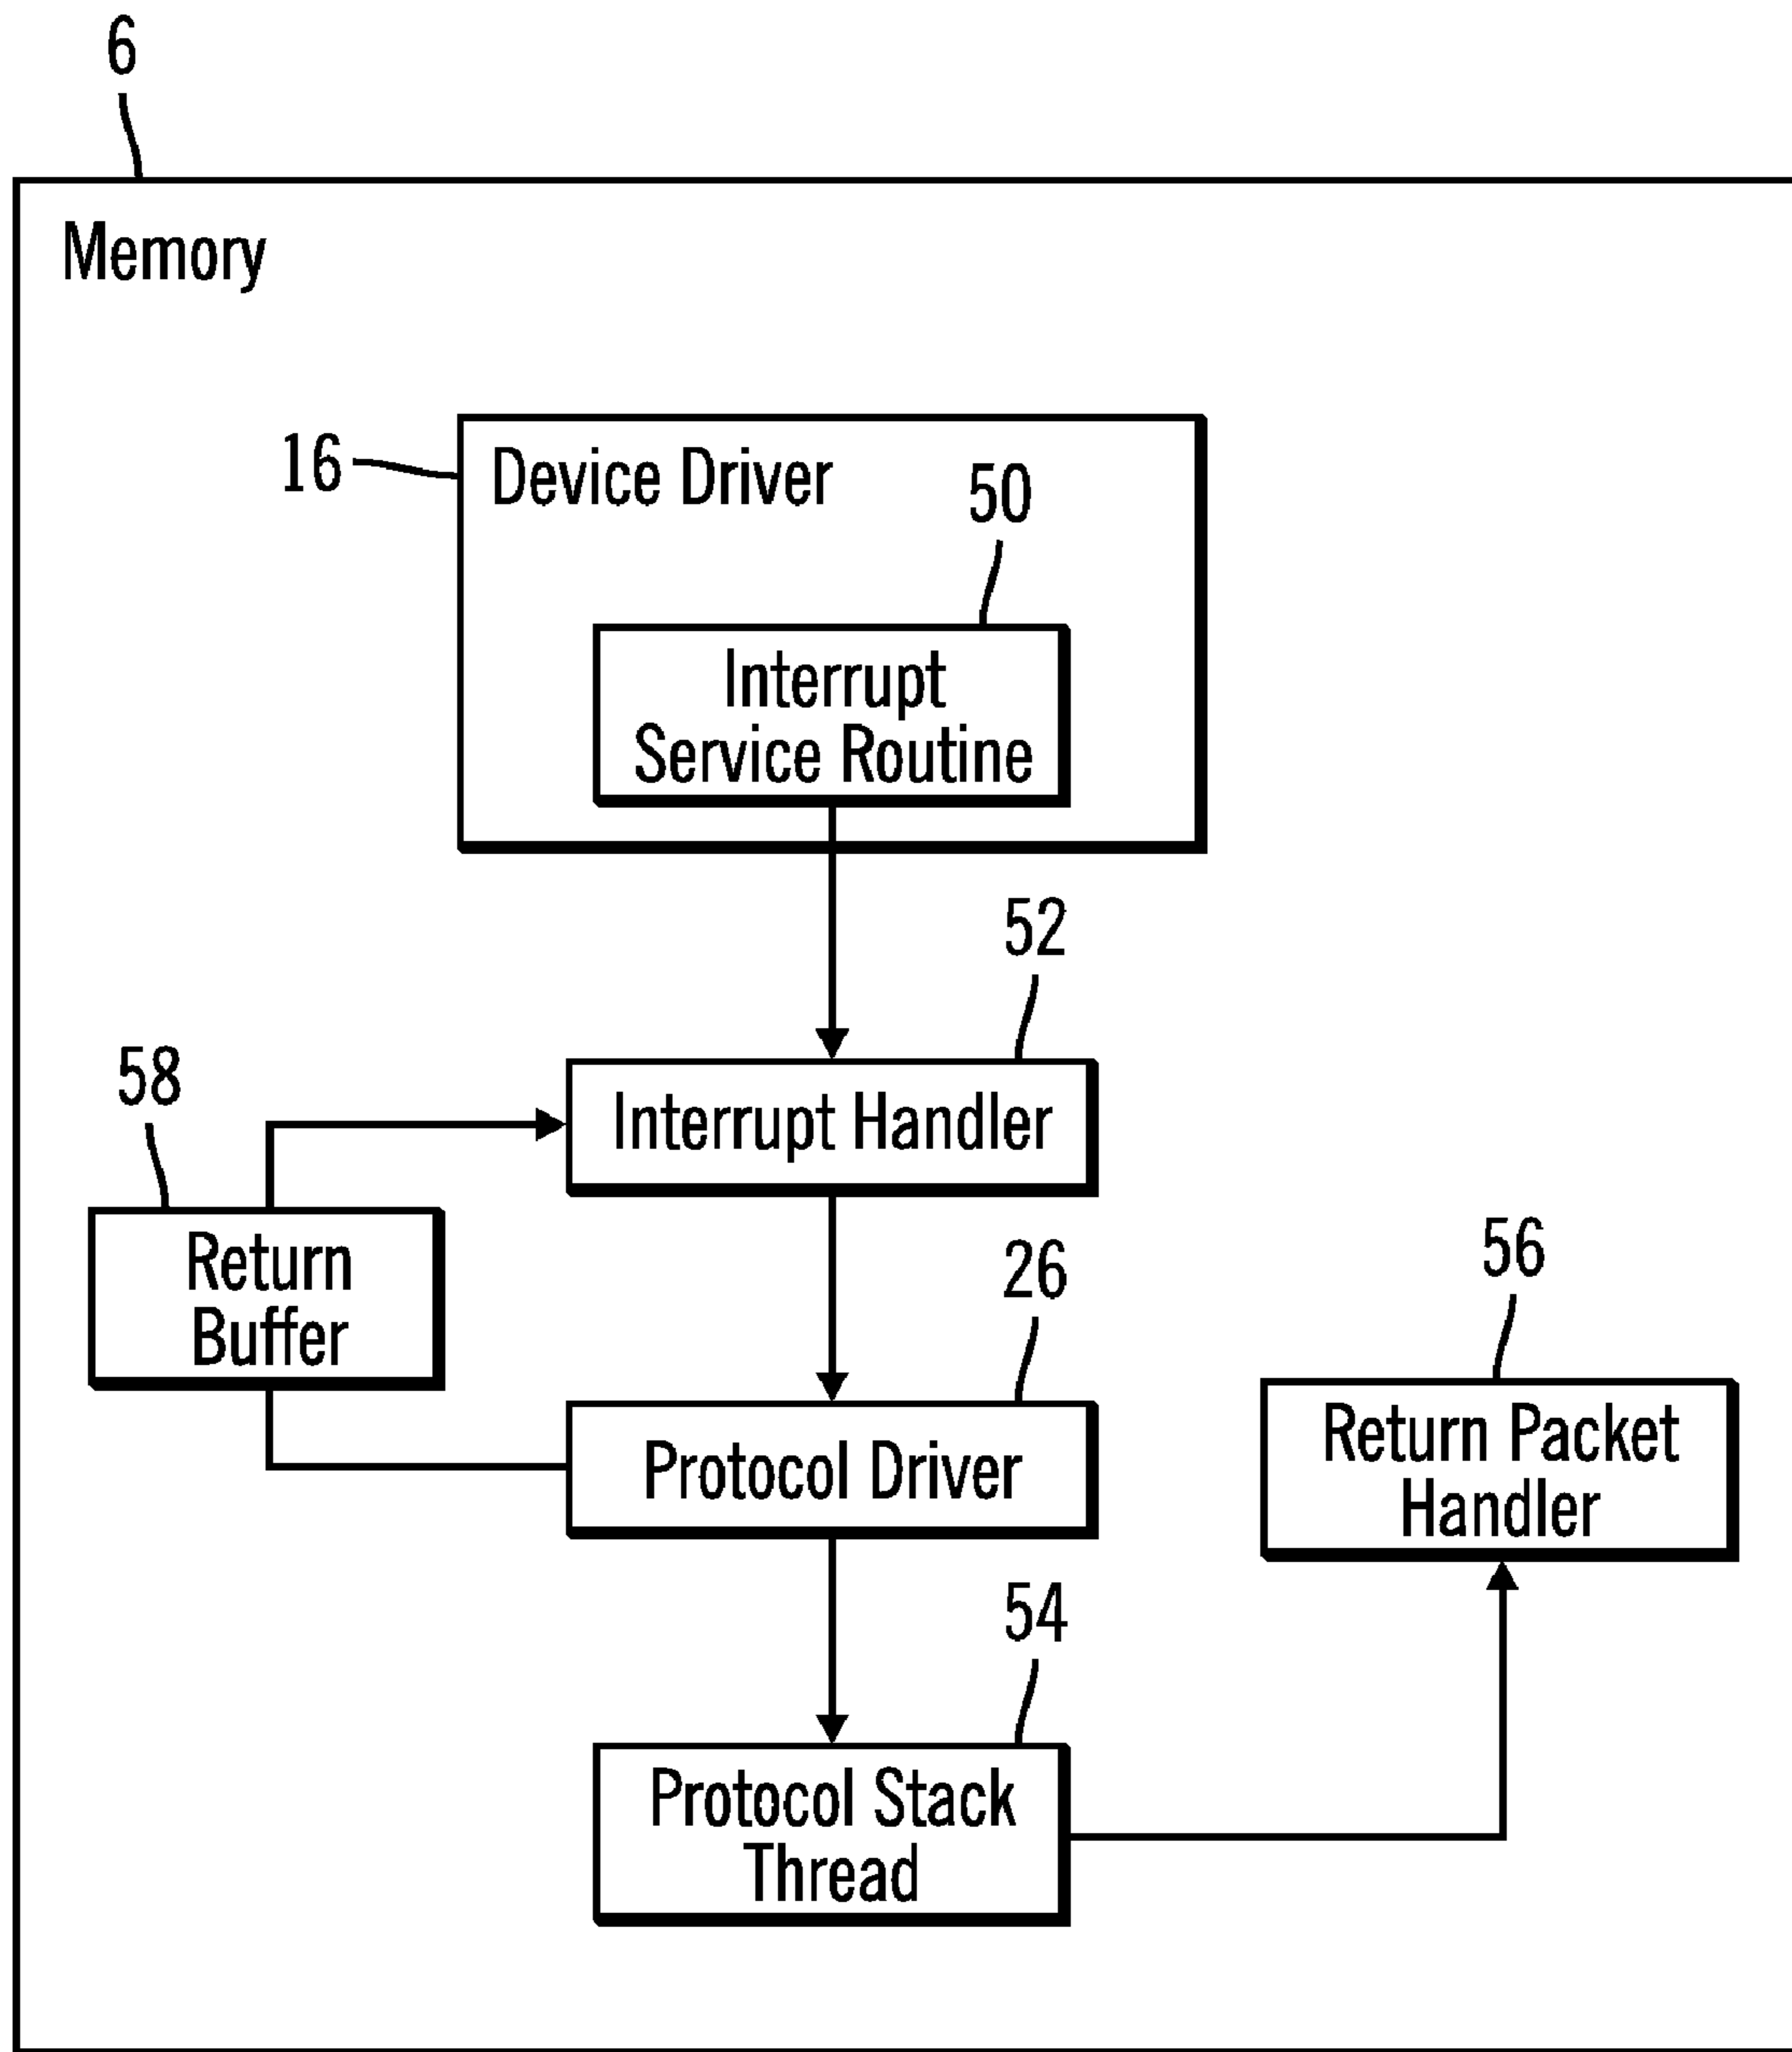 6
Memory
16
Device Driver
50
Interrupt
Service Routine
52
58
Interrupt Handler
Return
Buffer
26
56
Protocol Driver
Return Packet
Handler
54
Protocol Stack
Thread